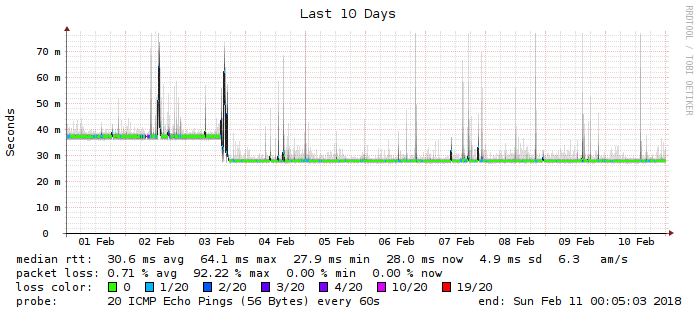 Last 10 Days
RRDTOOL / TOBI OETIKER
Seconds
70 m
60 m
50 m
40 m
30 m
20 m
10 m
0
01 Feb 02 Feb 03 Feb 04 Feb 05 Feb 06 Feb 07 Feb 08 Feb 09 Feb 10 Feb
median rtt: 30.6 ms avg 64.1 ms max 27.9 ms min 28.0 ms now 4.9 ms sd 6.3 am/s
packet loss: 0.71 % avg 92.22 % max 0.00 % min 0.00 % now
loss color: 0 1/20 2/20 3/20 4/20 10/20 19/20
probe: 20 ICMP Echo Pings (56 Bytes) every 60s end: Sun Feb 11 00:05:03 2018